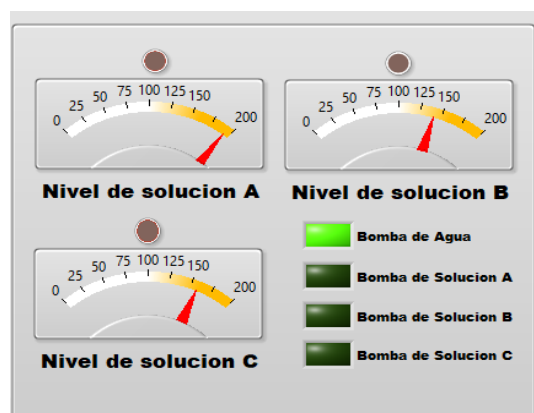 0 25 50 75 100 125 150 200
Nivel de solucion A
0 25 50 75 100 125 150 200
Nivel de solucion B
0 25 50 75 100 125 150 200
Nivel de solucion C
Bomba de Agua
Bomba de Solucion A
Bomba de Solucion B
Bomba de Solucion C